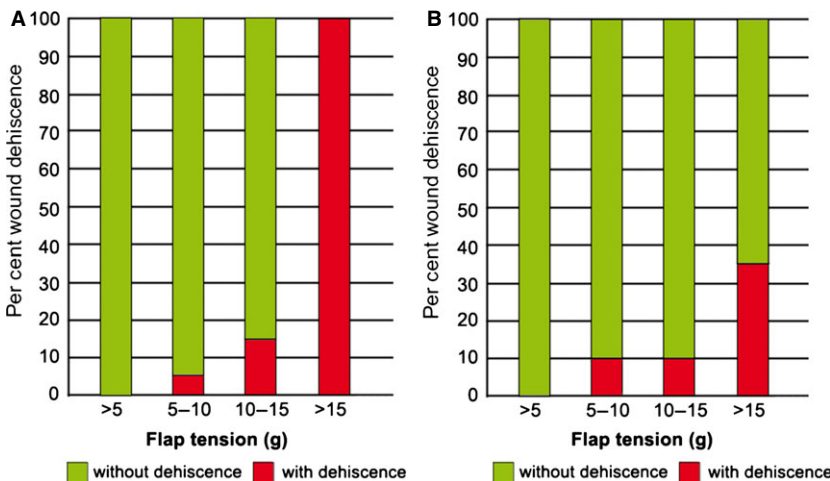 A
Per cent wound dehiscence
100
90
80
70
60
50
40
30
20
10
0
>5 5–10 10–15 >15
Flap tension (g)
without dehiscence with dehiscence
B
Per cent wound dehiscence
100
90
80
70
60
50
40
30
20
10
0
>5 5–10 10–15 >15
Flap tension (g)
without dehiscence with dehiscence